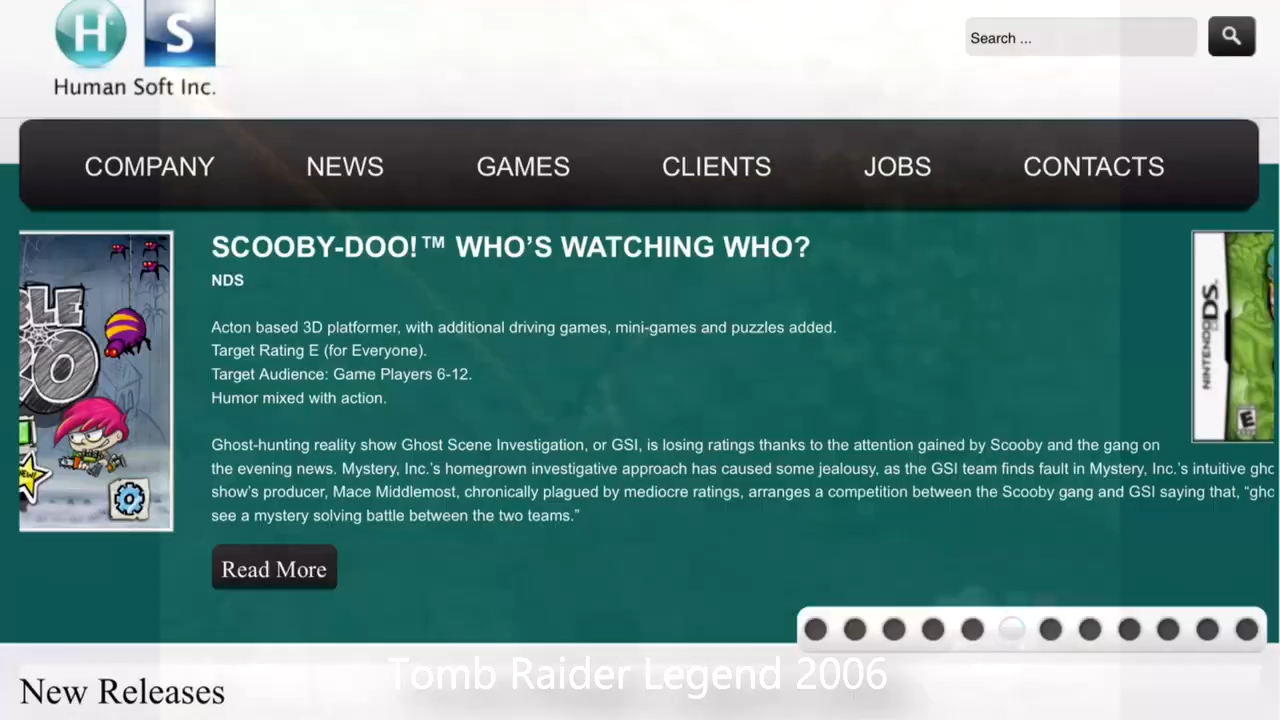 H S
Human Soft Inc.
Search ...
COMPANY NEWS GAMES CLIENTS JOBS CONTACTS
SCOOBY-DOO!™ WHO'S WATCHING WHO?
NDS
Acton based 3D platformer, with additional driving games, mini-games and puzzles added.
Target Rating E (for Everyone).
Target Audience: Game Players 6-12.
Humor mixed with action.
Ghost-hunting reality show Ghost Scene Investigation, or GSI, is losing ratings thanks to the attention gained by Scooby and the gang on
the evening news. Mystery, Inc.'s homegrown investigative approach has caused some jealousy, as the GSI team finds fault in Mystery, Inc.'s intuitive
show's producer, Mace Middlemost, chronically plagued by mediocre ratings, arranges a competition between the Scooby gang and GSI saying that,
see a mystery solving battle between the two teams."
NINTENDO DS
E
Read More
Tomb Raider Legend 2006
New Releases